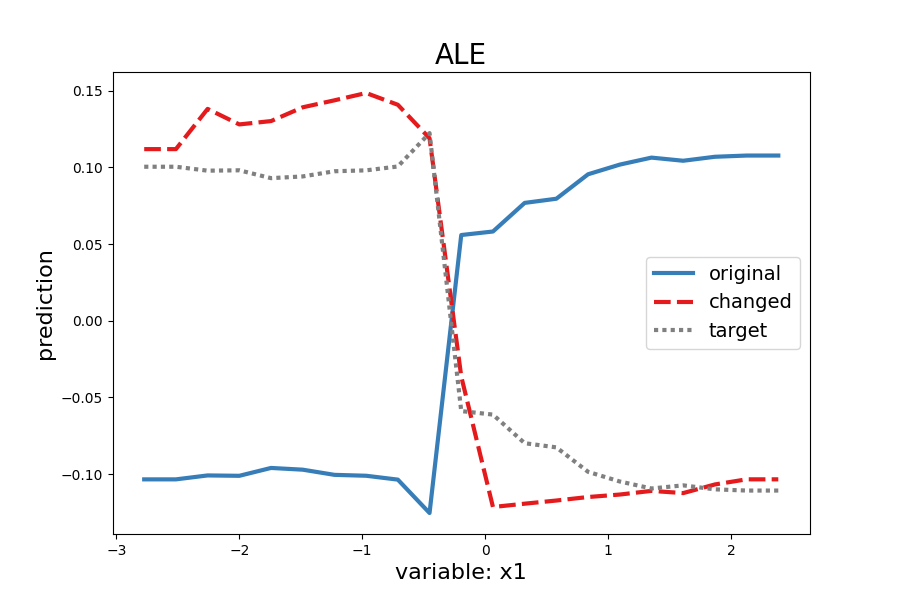 ALE
prediction
0.15
0.10
0.05
0.00
−0.05
−0.10
original
changed
target
−3
−2
−1
0
1
2
variable: x1